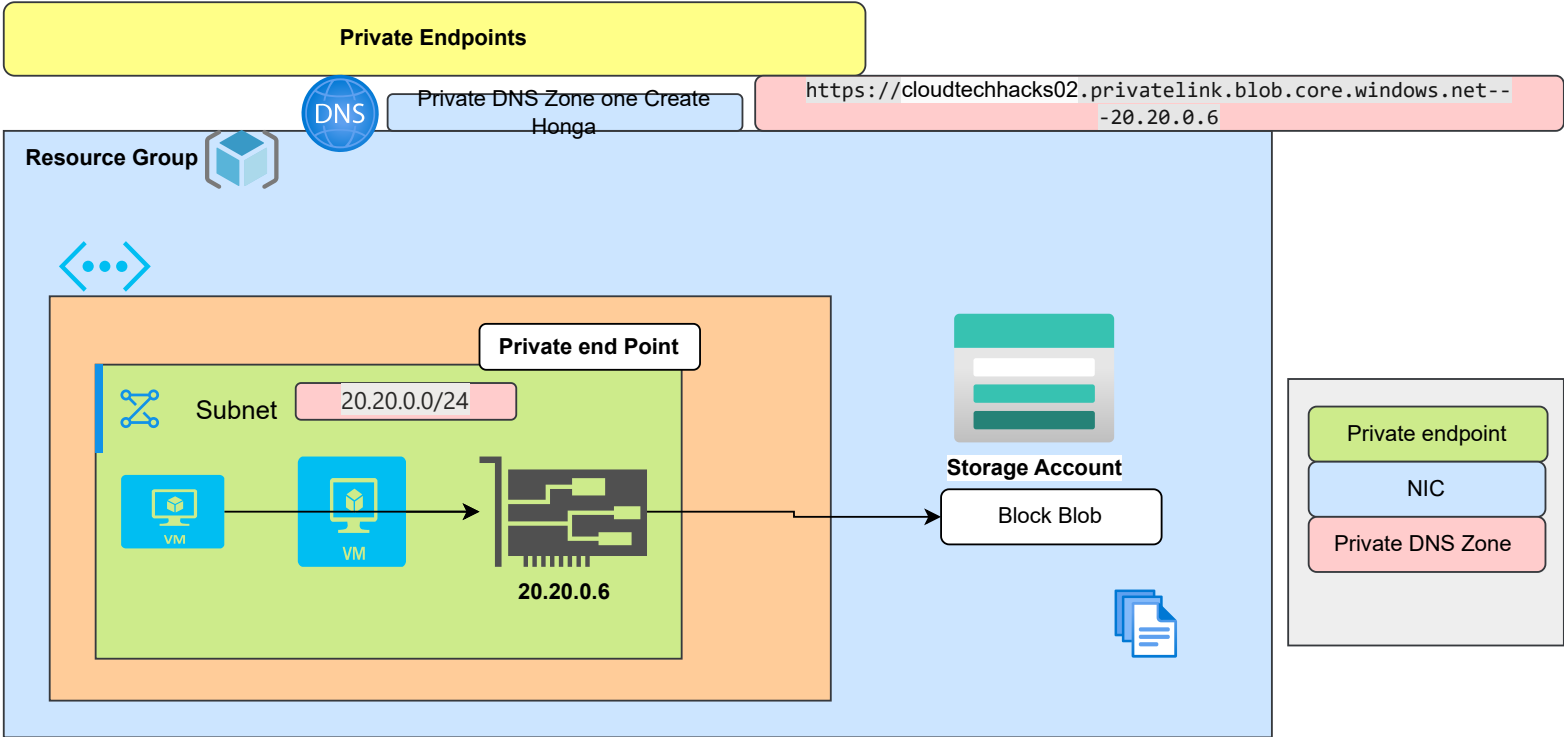 Private Endpoints
DNS
Private DNS Zone one Create
Honga
https://cloudtechhacks02.privatelink.blob.core.windows.net--
-20.20.0.6
Resource Group
Private end Point
Subnet
20.20.0.0/24
VM
VM
20.20.0.6
Storage Account
Block Blob
Private endpoint
NIC
Private DNS Zone